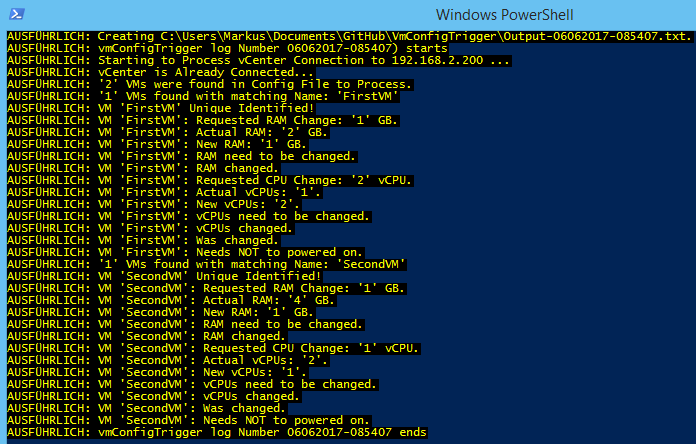 Windows PowerShell
AUSFÜHRLICH: Creating C:\Users\Markus\Documents\GitHub\VmConfigTrigger\Output-06062017-085407.txt.
AUSFÜHRLICH: vmConfigTrigger log Number 06062017-085407) starts
AUSFÜHRLICH: Starting to Process vCenter Connection to 192.168.2.200 ...
AUSFÜHRLICH: vCenter is Already Connected...
AUSFÜHRLICH: '2' VMs were found in Config File to Process.
AUSFÜHRLICH: '1' VMs found with matching Name: 'FirstVM'
AUSFÜHRLICH: VM 'FirstVM' Unique Identified!
AUSFÜHRLICH: VM 'FirstVM': Requested RAM Change: '1' GB.
AUSFÜHRLICH: VM 'FirstVM': Actual RAM: '2' GB.
AUSFÜHRLICH: VM 'FirstVM': New RAM: '1' GB.
AUSFÜHRLICH: VM 'FirstVM': RAM need to be changed.
AUSFÜHRLICH: VM 'FirstVM': RAM changed.
AUSFÜHRLICH: VM 'FirstVM': Requested CPU Change: '2' vCPU.
AUSFÜHRLICH: VM 'FirstVM': Actual vCPUs: '1'.
AUSFÜHRLICH: VM 'FirstVM': New vCPUs: '2'.
AUSFÜHRLICH: VM 'FirstVM': vCPUs need to be changed.
AUSFÜHRLICH: VM 'FirstVM': vCPUs changed.
AUSFÜHRLICH: VM 'FirstVM': Was changed.
AUSFÜHRLICH: VM 'FirstVM': Needs NOT to powered on.
AUSFÜHRLICH: '1' VMs found with matching Name: 'SecondVM'
AUSFÜHRLICH: VM 'SecondVM' Unique Identified!
AUSFÜHRLICH: VM 'SecondVM': Requested RAM Change: '1' GB.
AUSFÜHRLICH: VM 'SecondVM': Actual RAM: '4' GB.
AUSFÜHRLICH: VM 'SecondVM': New RAM: '1' GB.
AUSFÜHRLICH: VM 'SecondVM': RAM need to be changed.
AUSFÜHRLICH: VM 'SecondVM': RAM changed.
AUSFÜHRLICH: VM 'SecondVM': Requested CPU Change: '1' vCPU.
AUSFÜHRLICH: VM 'SecondVM': Actual vCPUs: '2'.
AUSFÜHRLICH: VM 'SecondVM': New vCPUs: '1'.
AUSFÜHRLICH: VM 'SecondVM': vCPUs need to be changed.
AUSFÜHRLICH: VM 'SecondVM': vCPUs changed.
AUSFÜHRLICH: VM 'SecondVM': Was changed.
AUSFÜHRLICH: VM 'SecondVM': Needs NOT to powered on.
AUSFÜHRLICH: vmConfigTrigger log Number 06062017-085407 ends